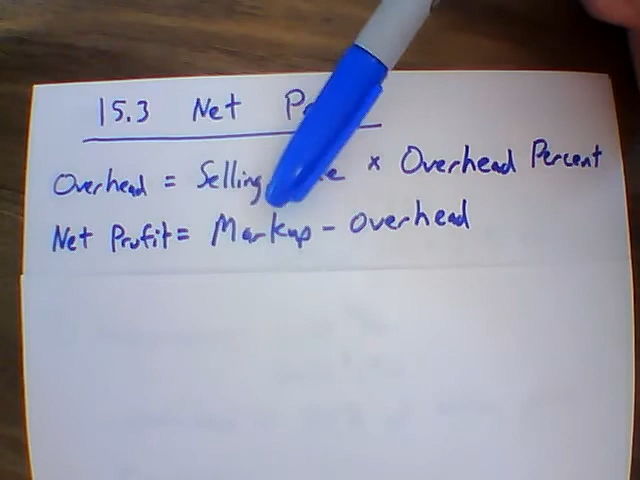 15.3 Net
Overhead = Selling × Overhead Percent
Net Profit = Markup - overhead